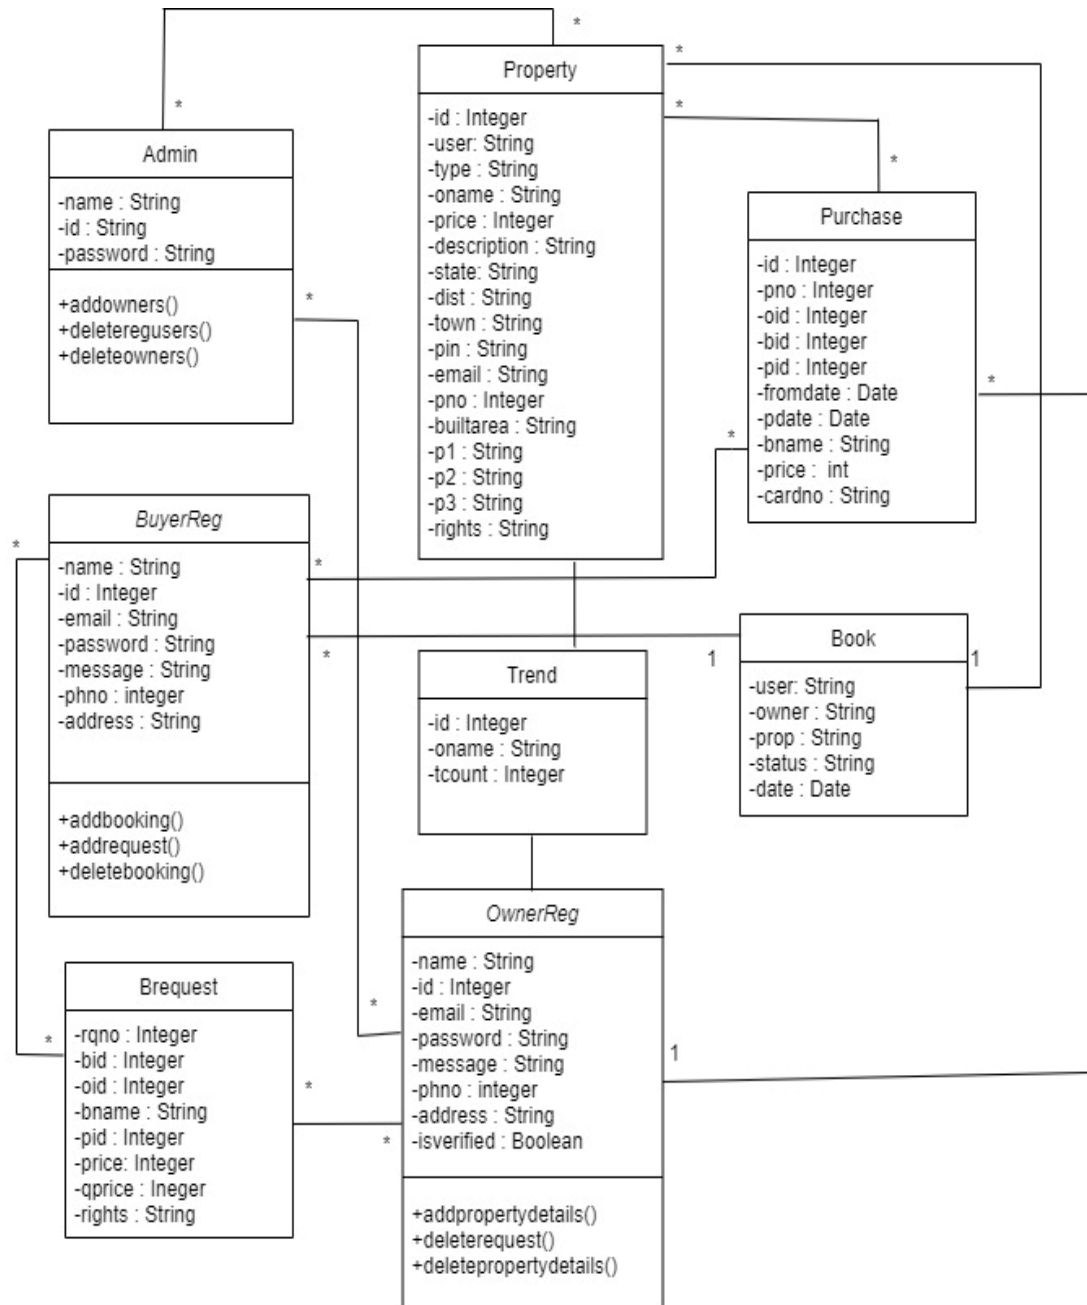 *
*
Property
-id : Integer
-user: String
-type : String
-oname : String
-price : Integer
-description : String
-state: String
-dist : String
-town : String
-pin : String
-email : String
-pno : Integer
-builtarea : String
-p1 : String
-p2 : String
-p3 : String
-rights : String
*
*
*
Admin
-name : String
-id : String
-password : String
+addowners()
+deleteregusers()
+deleteowners()
*
*
Purchase
-id : Integer
-pno : Integer
-oid : Integer
-bid : Integer
-pid : Integer
-fromdate : Date
-pdate : Date
-bname : String
-price : int
-cardno : String
*
*
BuyerReg
-name : String
-id : Integer
-email : String
-password : String
-message : String
-phno : integer
-address : String
+addbooking()
+addrequest()
+deletebooking()
*
*
*
Trend
-id : Integer
-oname : String
-tcount : Integer
1
Book
-user: String
-owner : String
-prop : String
-status : String
-date : Date
1
Brequest
-rqno : Integer
-bid : Integer
-oid : Integer
-bname : String
-pid : Integer
-price: Integer
-qprice : Ineger
-rights : String
*
*
*
OwnerReg
-name : String
-id : Integer
-email : String
-password : String
-message : String
-phno : integer
-address : String
-isverified : Boolean
+addpropertydetails()
+deleterequest()
+deletepropertydetails()
1